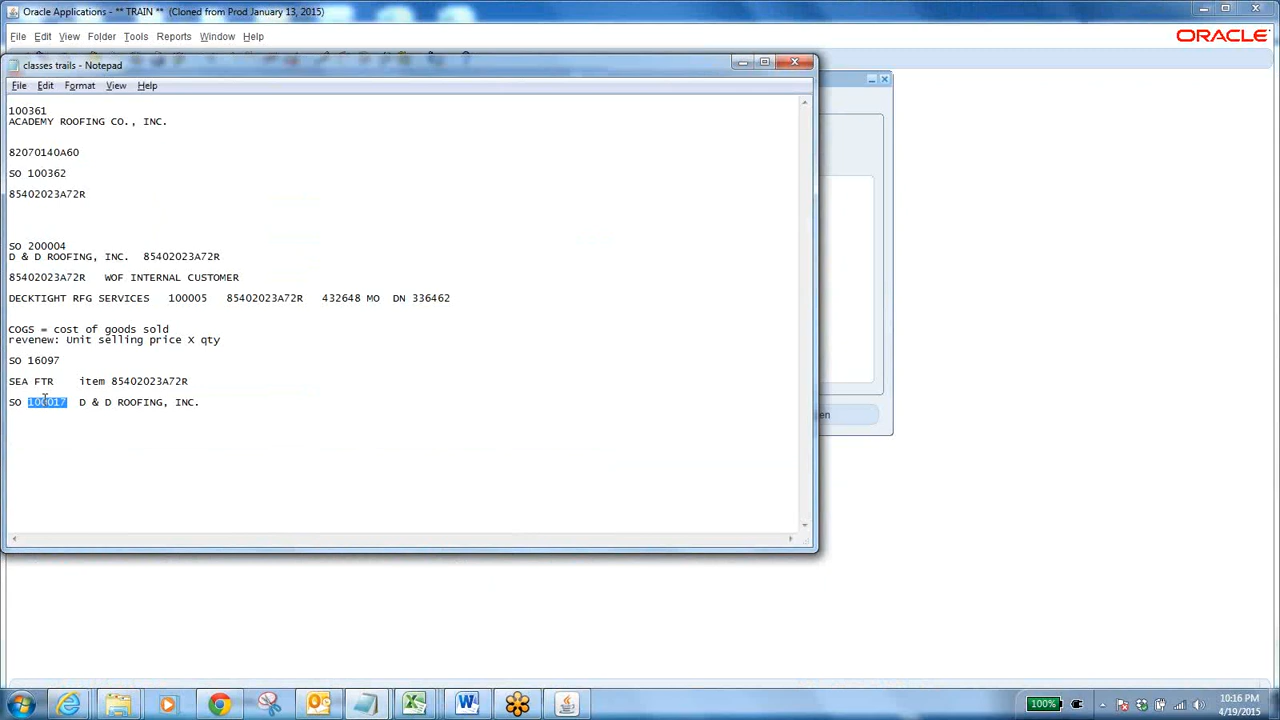 Oracle Applications - ** TRAIN ** (Cloned from Prod January 13, 2015)
File Edit View Folder Tools Reports Window Help
ORACLE
classes trails - Notepad
File Edit Format View Help
100361
ACADEMY ROOFING CO., INC.
82070140A60
SO 100362
85402023A72R
SO 200004
D & D ROOFING, INC. 85402023A72R
85402023A72R WOF INTERNAL CUSTOMER
DECKTIGHT RFG SERVICES 100005 85402023A72R 432648 MO DN 336462
COGS = cost of goods sold
revenew: Unit selling price X qty
SO 16097
SEA FTR item 85402023A72R
SO 100017 D & D ROOFING, INC.
en
100%
10:16 PM
4/19/2015